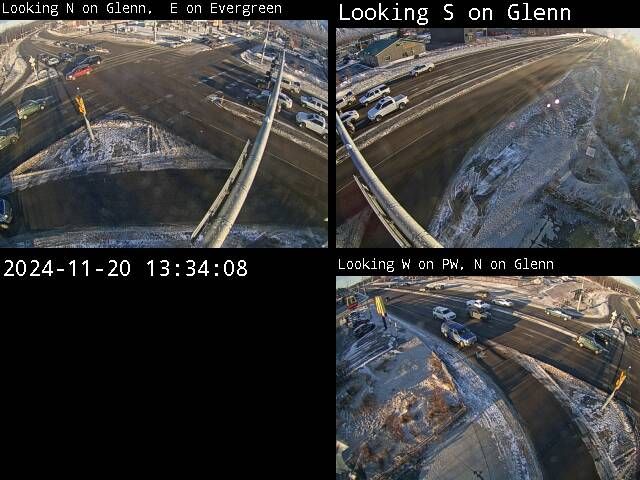 Looking N on Glenn,  E on Evergreen
Looking S on Glenn
2024-11-20 13:34:08
Looking W on PW, N on Glenn